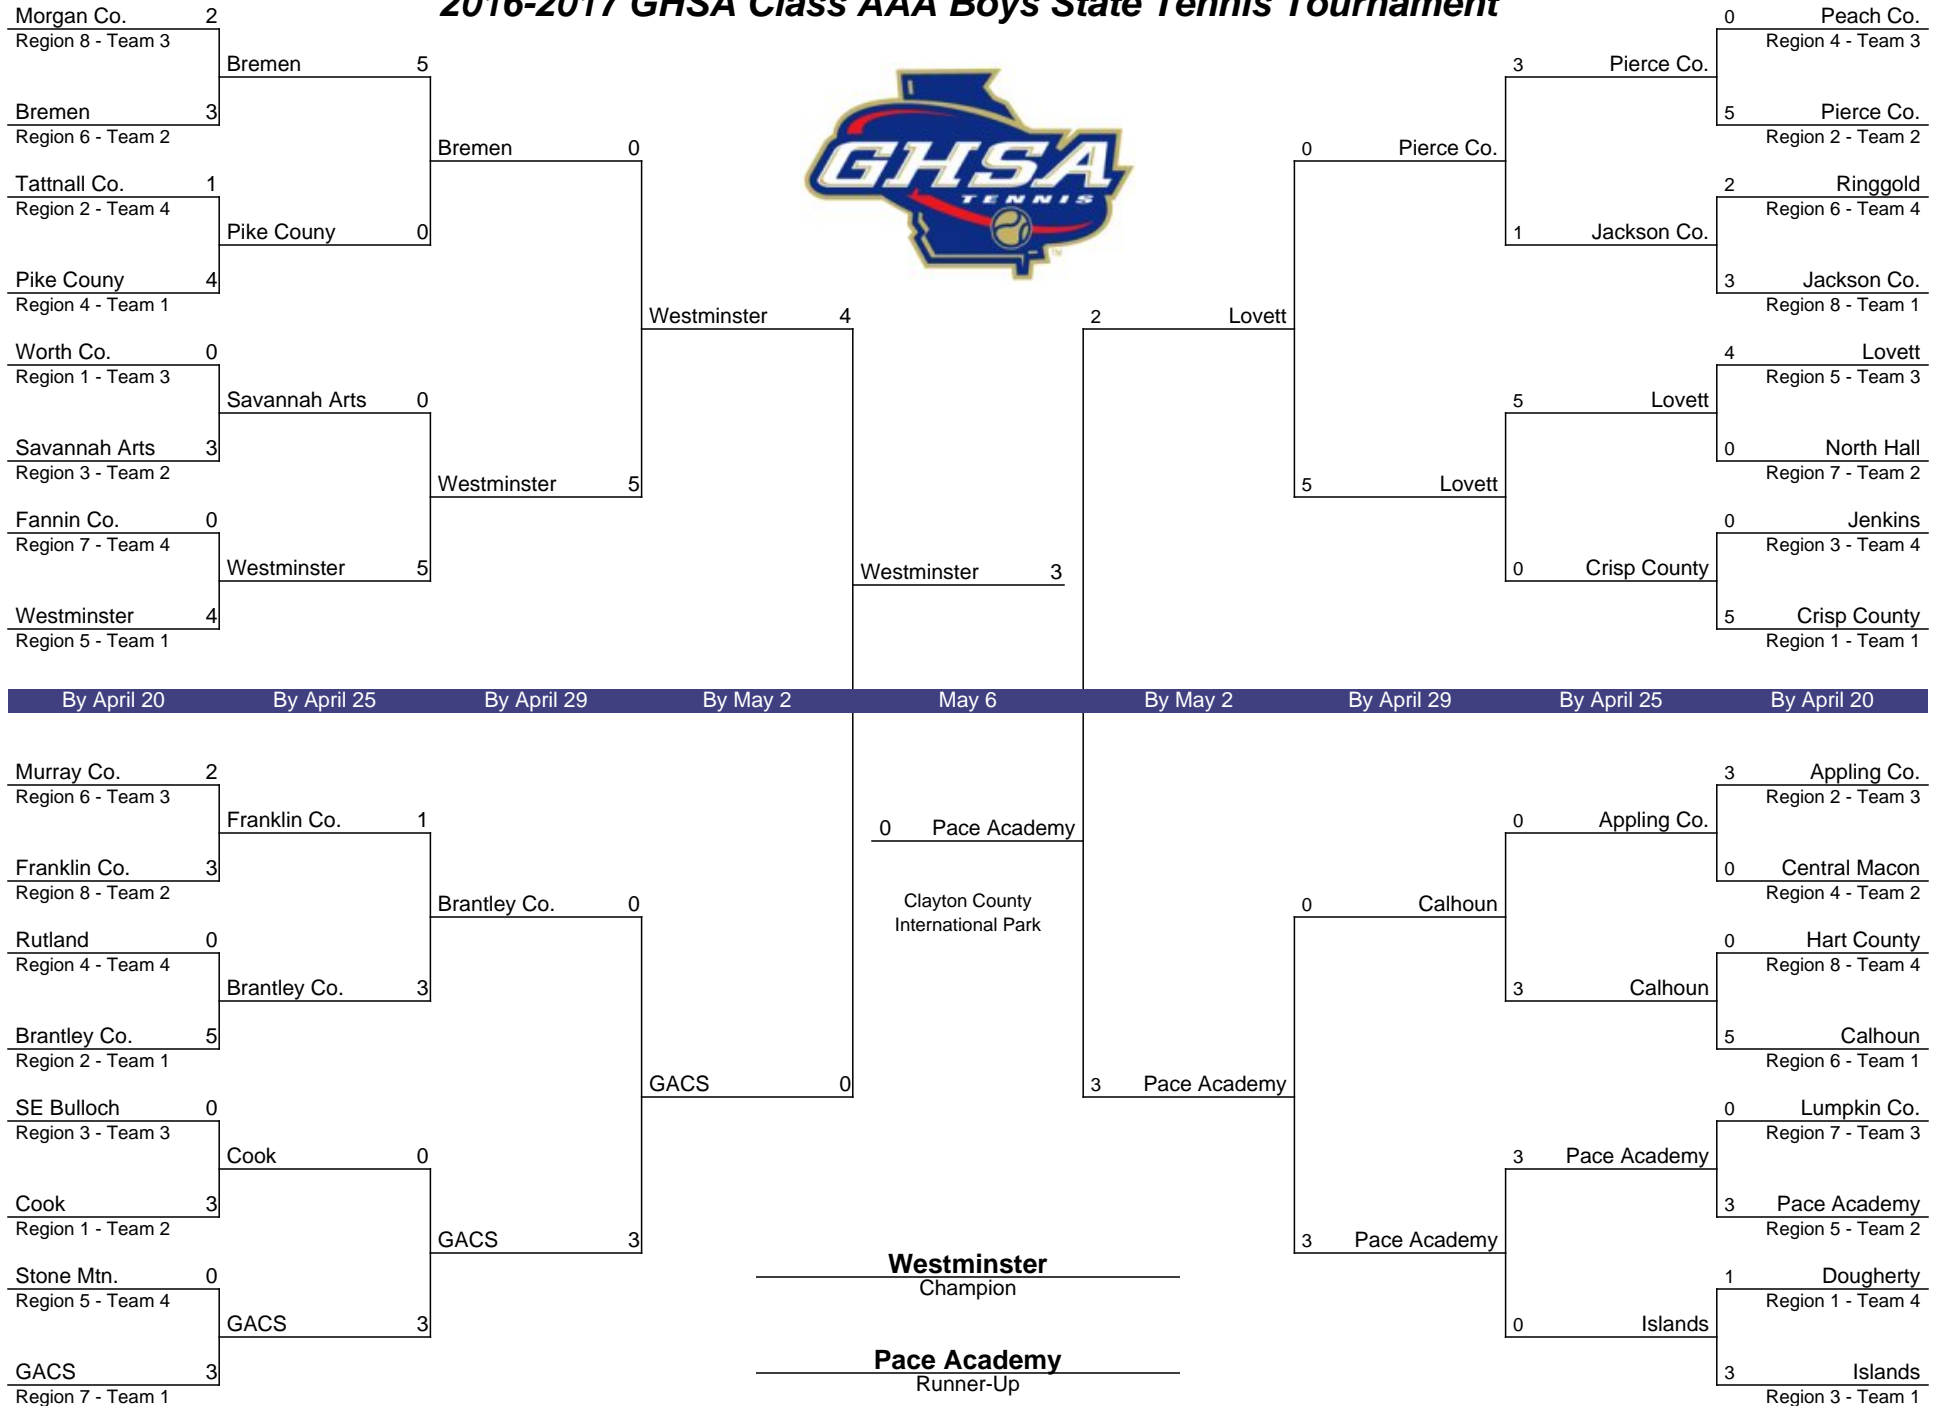 2016-2017 GHSA Class AAA Boys State Tennis Tournament
Morgan Co. 2
Region 8 - Team 3
Bremen 5
Bremen 3
Region 6 - Team 2
Bremen 0
Tattnall Co. 1
Region 2 - Team 4
Pike Couny 0
Pike Couny 4
Region 4 - Team 1
Westminster 4
Worth Co. 0
Region 1 - Team 3
Savannah Arts 0
Savannah Arts 3
Region 3 - Team 2
Westminster 5
Fannin Co. 0
Region 7 - Team 4
Westminster 5
Westminster 4
Region 5 - Team 1
GHSA
TENNIS
TM
Westminster 3
0 Peach Co.
Region 4 - Team 3
3 Pierce Co.
5 Pierce Co.
Region 2 - Team 2
0 Pierce Co.
2 Ringgold
Region 6 - Team 4
1 Jackson Co.
3 Jackson Co.
Region 8 - Team 1
2 Lovett
4 Lovett
Region 5 - Team 3
5 Lovett
0 North Hall
Region 7 - Team 2
5 Lovett
0 Jenkins
Region 3 - Team 4
0 Crisp County
5 Crisp County
Region 1 - Team 1
By April 20 By April 25 By April 29 By May 2 May 6 By May 2 By April 29 By April 25 By April 20
Murray Co. 2
Region 6 - Team 3
Franklin Co. 1
Franklin Co. 3
Region 8 - Team 2
Brantley Co. 0
Rutland 0
Region 4 - Team 4
Brantley Co. 3
Brantley Co. 5
Region 2 - Team 1
GACS 0
SE Bulloch 0
Region 3 - Team 3
Cook 0
Cook 3
Region 1 - Team 2
GACS 3
Stone Mtn. 0
Region 5 - Team 4
GACS 3
GACS 3
Region 7 - Team 1
0 Pace Academy
Clayton County
International Park
3 Appling Co.
Region 2 - Team 3
0 Appling Co.
0 Central Macon
Region 4 - Team 2
0 Calhoun
0 Hart County
Region 8 - Team 4
3 Calhoun
5 Calhoun
Region 6 - Team 1
3 Pace Academy
0 Lumpkin Co.
Region 7 - Team 3
3 Pace Academy
3 Pace Academy
Region 5 - Team 2
3 Pace Academy
1 Dougherty
Region 1 - Team 4
0 Islands
3 Islands
Region 3 - Team 1
Westminster
Champion
Pace Academy
Runner-Up